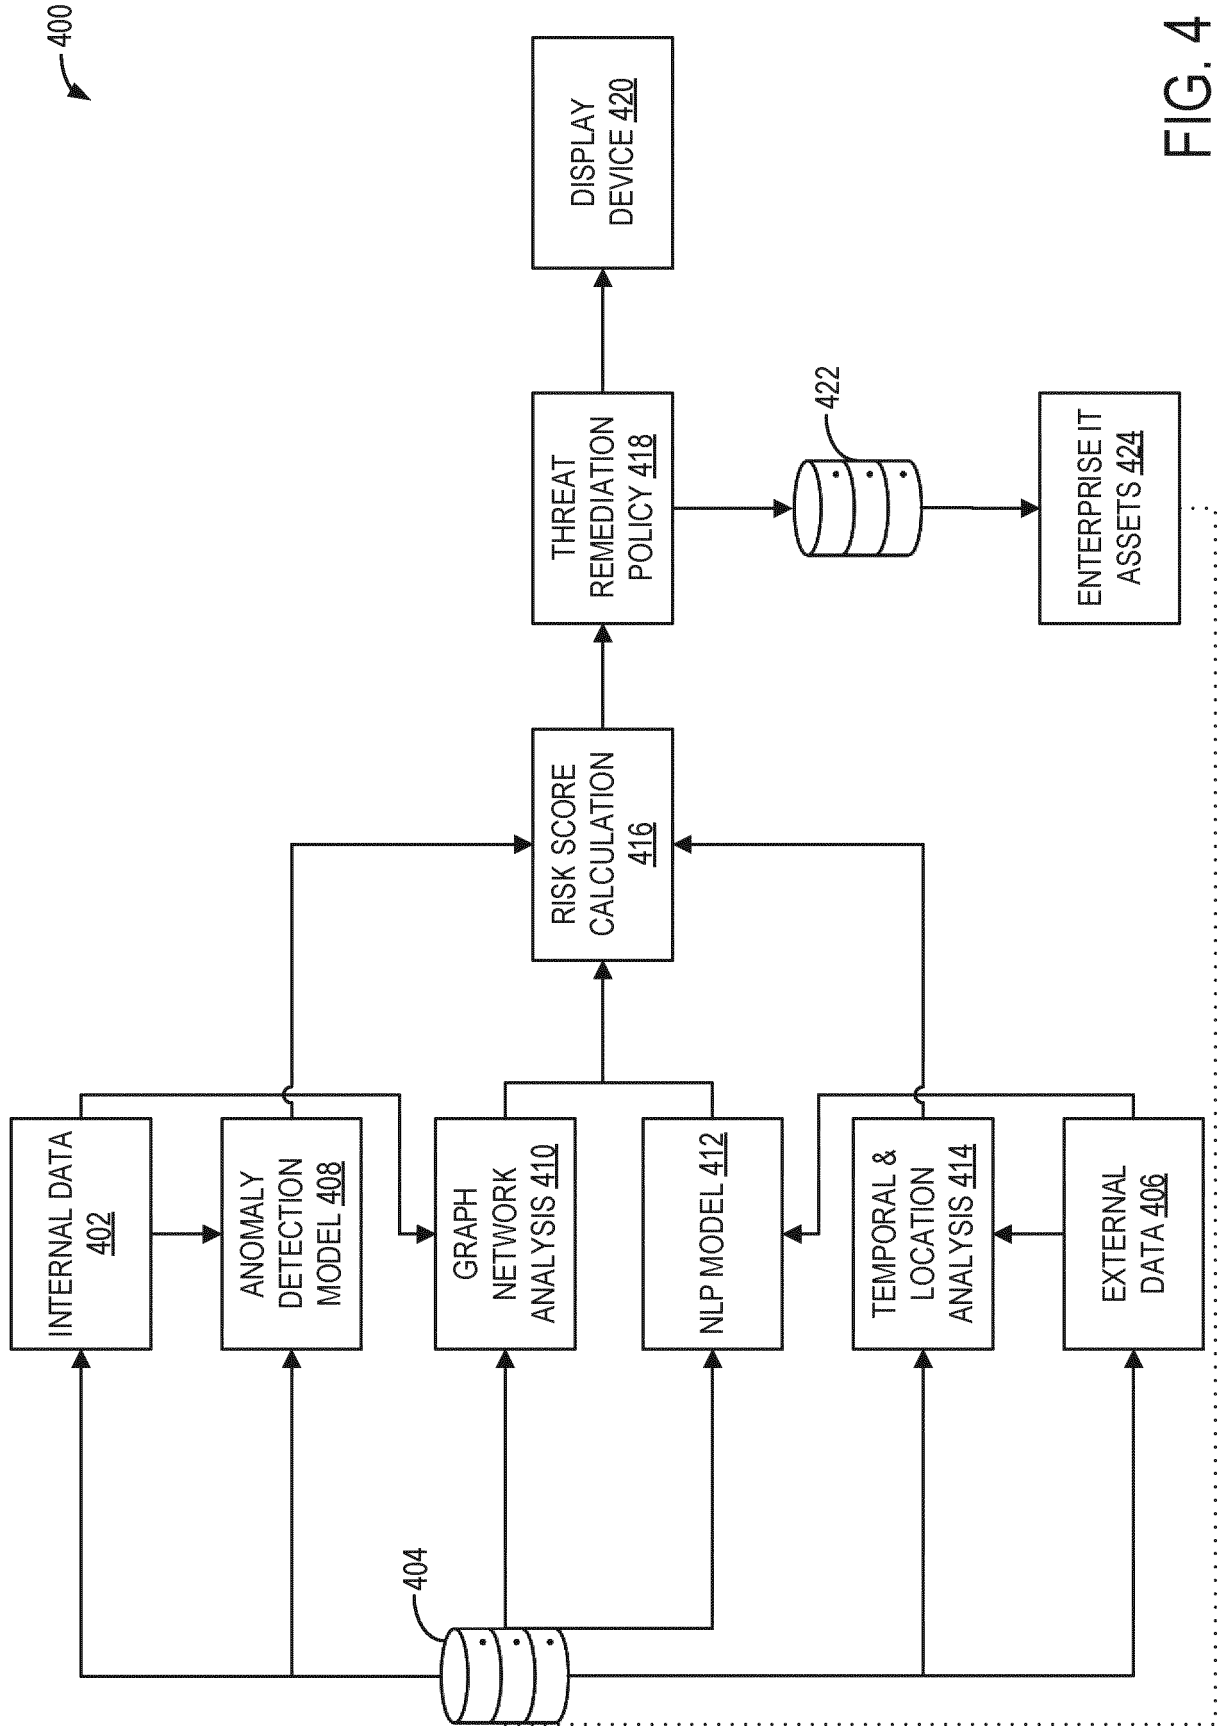 400
INTERNAL DATA
402
ANOMALY
DETECTION
MODEL 408
404
GRAPH
NETWORK
ANALYSIS 410
NLP MODEL 412
TEMPORAL &
LOCATION
ANALYSIS 414
EXTERNAL
DATA 406
RISK SCORE
CALCULATION
416
THREAT
REMEDIATION
POLICY 418
DISPLAY
DEVICE 420
422
ENTERPRISE IT
ASSETS 424
FIG. 4